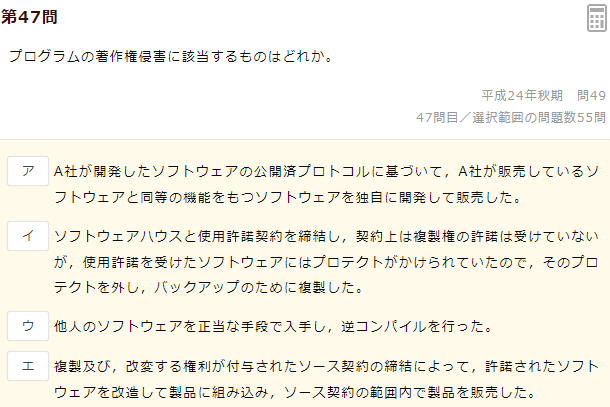 第47問
プログラムの著作権侵害に該当するものはどれか。
平成24年秋期　問49
47問目／選択範囲の問題数55問
ア
A社が開発したソフトウェアの公開済プロトコルに基づいて，A社が販売しているソ
フトウェアと同等の機能をもつソフトウェアを独自に開発して販売した。
イ
ソフトウェアハウスと使用許諾契約を締結し，契約上は複製権の許諾は受けていない
が，使用許諾を受けたソフトウェアにはプロテクトがかけられていたので，そのプロ
テクトを外し，バックアップのために複製した。
ウ
他人のソフトウェアを正当な手段で入手し，逆コンパイルを行った。
エ
複製及び，改変する権利が付与されたソース契約の締結によって，許諾されたソフト
ウェアを改造して製品に組み込み，ソース契約の範囲内で製品を販売した。